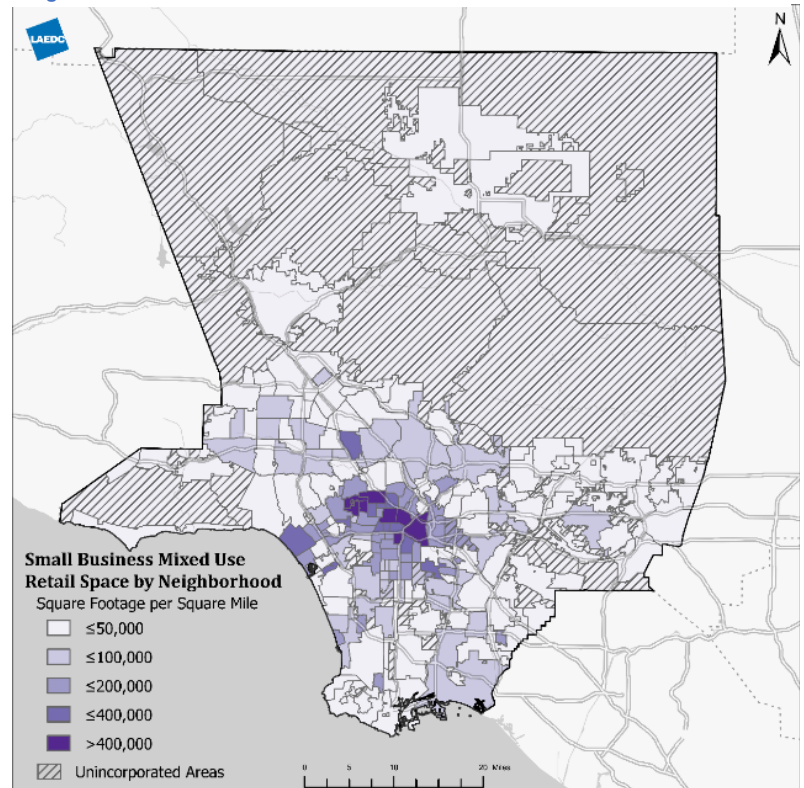 LAEDC
N
Small Business Mixed Use
Retail Space by Neighborhood
Square Footage per Square Mile
≤50,000
≤100,000
≤200,000
≤400,000
>400,000
Unincorporated Areas
0 5 10 20 Miles